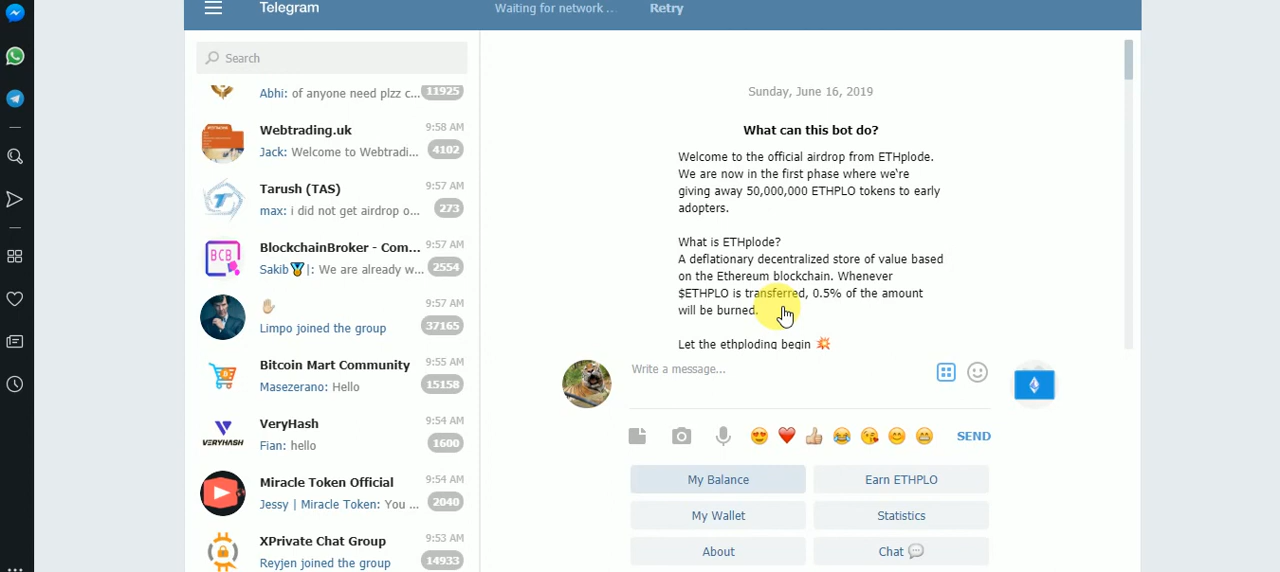 Telegram
Waiting for network ..
Retry
Search
Abhi: of anyone need plzz c...
11925
Webtrading.uk
9:58 AM
Jack: Welcome to Webtradi...
4102
Tarush (TAS)
9:57 AM
max: i did not get airdrop o...
273
BlockchainBroker - Com...
9:57 AM
Sakib🏅|: We are already w...
2554
✋
9:57 AM
Limpo joined the group
37165
Bitcoin Mart Community
9:55 AM
Masezerano: Hello
15158
VeryHash
9:54 AM
Fian: hello
1600
VERYHASH
Miracle Token Official
9:54 AM
Jessy | Miracle Token: You ...
2040
XPrivate Chat Group
9:53 AM
Reyjen joined the group
14933
BCB
Sunday, June 16, 2019
What can this bot do?
Welcome to the official airdrop from ETHplode.
We are now in the first phase where we're
giving away 50,000,000 ETHPLO tokens to early
adopters.
What is ETHplode?
A deflationary decentralized store of value based
on the Ethereum blockchain. Whenever
$ETHPLO is transferred, 0.5% of the amount
will be burned.
Let the ethploding begin 💥
Write a message...
SEND
My Balance
Earn ETHPLO
My Wallet
Statistics
About
Chat 💬